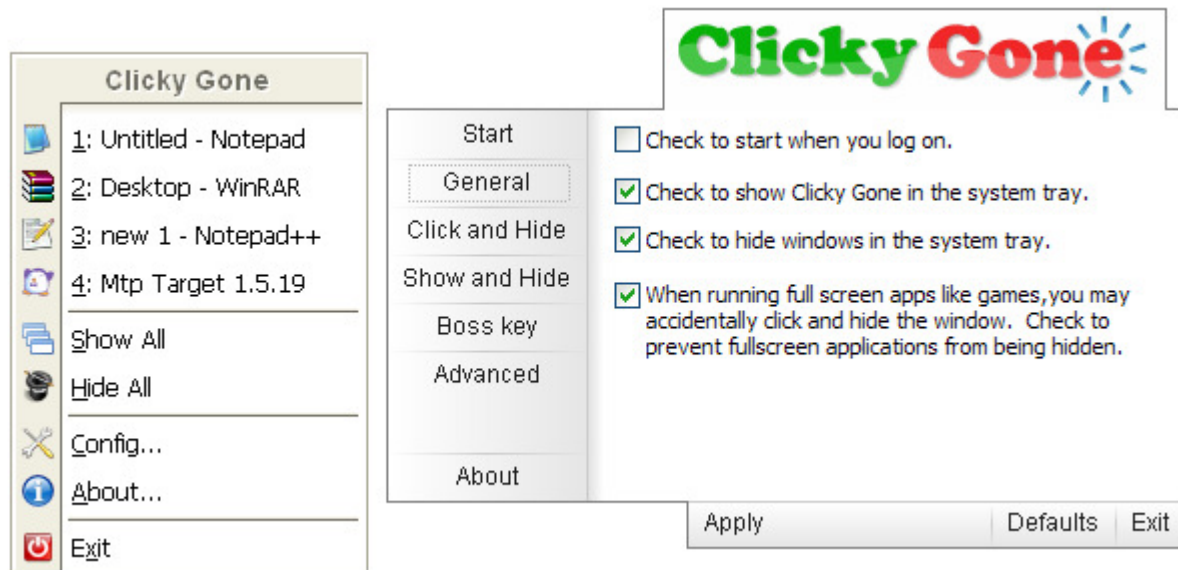 Clicky Gone
1: Untitled - Notepad
2: Desktop - WinRAR
3: new 1 - Notepad++
4: Mtp Target 1.5.19
Show All
Hide All
Config...
About...
Exit
Clicky Gone
Start
General
Click and Hide
Show and Hide
Boss key
Advanced
About
Check to start when you log on.
Check to show Clicky Gone in the system tray.
Check to hide windows in the system tray.
When running full screen apps like games,you may
accidentally click and hide the window.  Check to
prevent fullscreen applications from being hidden.
Apply
Defaults
Exit